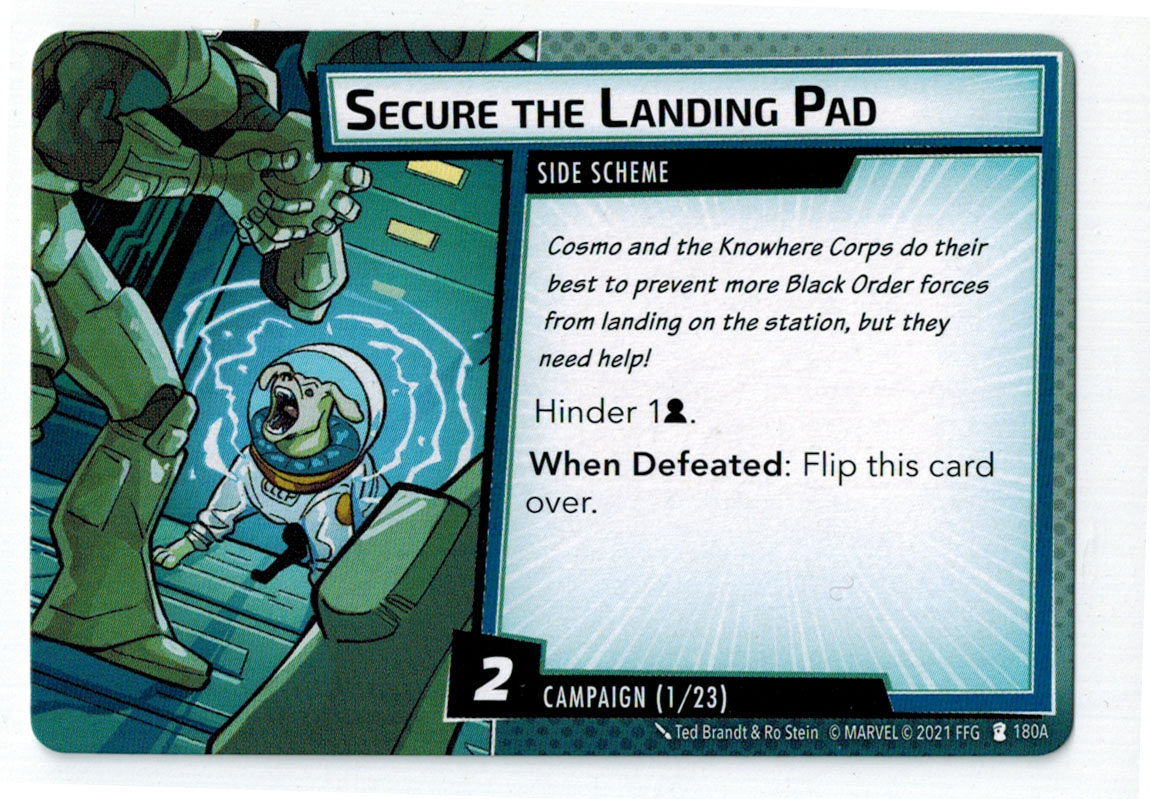 SECURE THE LANDING PAD
SIDE SCHEME
Cosmo and the Knowhere Corps do their
best to prevent more Black Order forces
from landing on the station, but they
need help!
Hinder 1.
When Defeated: Flip this card
over.
CCCP
2
CAMPAIGN (1/23)
Ted Brandt & Ro Stein © MARVEL © 2021 FFG 180A